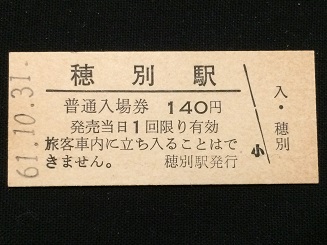 穂別駅
普通入場券 140円
発売当日1回限り有効
旅客車内に立ち入ることはで
きません。 穂別駅発行
入・穂別
小
61.10.31.